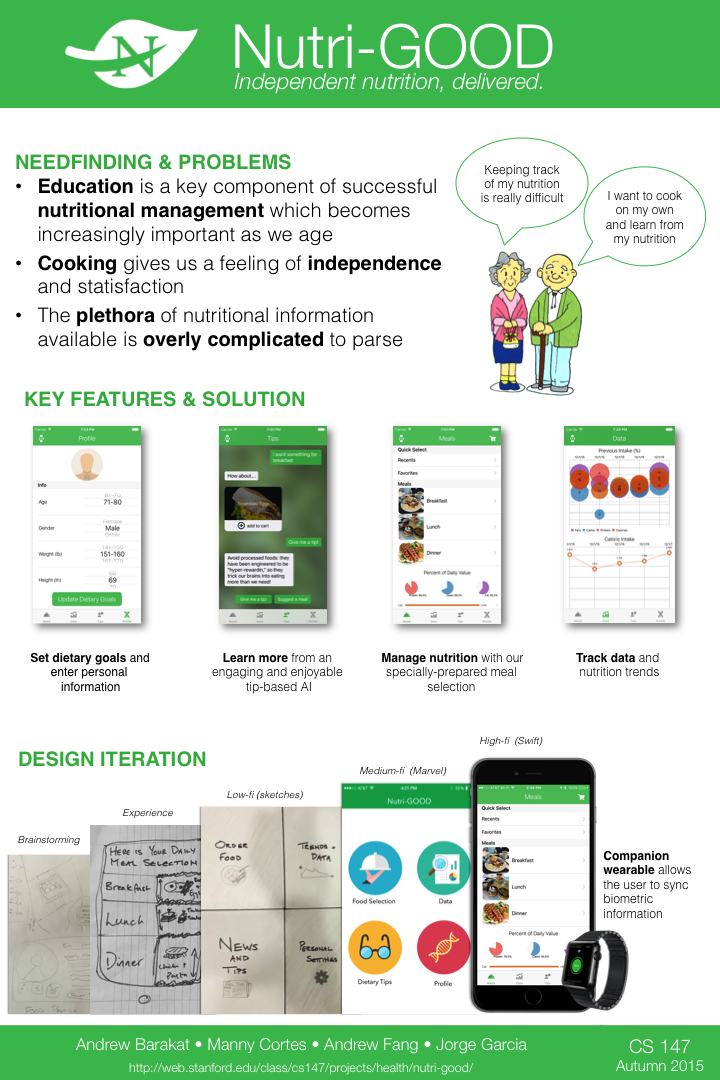 N
Nutri-GOOD
Independent nutrition, delivered.
NEEDFINDING & PROBLEMS
• Education is a key component of successful
nutritional management which becomes
increasingly important as we age
• Cooking gives us a feeling of independence
and statisfaction
• The plethora of nutritional information
available is overly complicated to parse
Keeping track
of my nutrition
is really difficult
I want to cook
on my own
and learn from
my nutrition
KEY FEATURES & SOLUTION
Profile
Info
Age
71-80
Gender
Female
Male
Other
Weight (lb)
151-160
Height (in)
69
Update Dietary Goals
Tips
I want something for
breakfast
How about...
add to cart
Give me a tip!
Avoid processed foods: they
have been engineered to be
"hyper-rewardin," so they
trick our brains into eating
more than we need!
Give me a tip!
Suggest a meal
Meals
Quick Select
Recents
Favorites
Meals
Breakfast
Lunch
Dinner
Percent of Daily Value
Data
Previous Intake (%)
Caloric Intake
Set dietary goals and
enter personal
information
Learn more from an
engaging and enjoyable
tip-based AI
Manage nutrition with our
specially-prepared meal
selection
Track data and
nutrition trends
DESIGN ITERATION
Brainstorming
Experience
Low-fi (sketches)
Medium-fi (Marvel)
High-fi (Swift)
HERE IS YOUR DAILY
MEAL SELECTION
Breakfast
Lunch
Dinner
ORDER
FOOD
TRENDS
DATA
NEWS
AND
TIPS
PERSONAL
SETTINGS
AT&T
4:21 PM
Nutri-GOOD
Food Selection
Data
Dietary Tips
Profile
Meals
Quick Select
Recents
Favorites
Meals
Breakfast
Lunch
Dinner
Percent of Daily Value
Companion
wearable allows
the user to sync
biometric
information
Andrew Barakat • Manny Cortes • Andrew Fang • Jorge Garcia
http://web.stanford.edu/class/cs147/projects/health/nutri-good/
CS 147
Autumn 2015